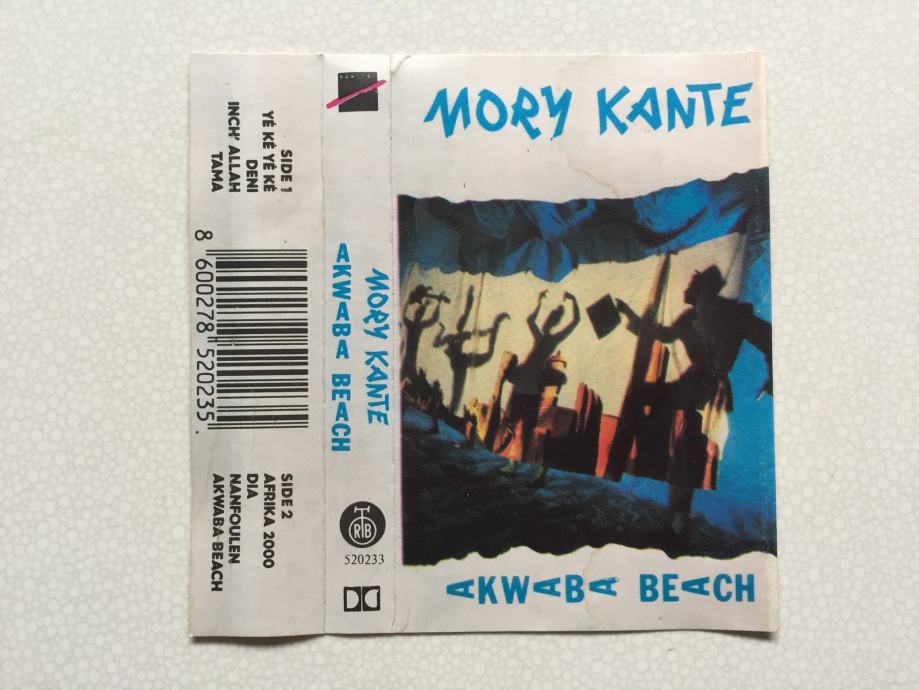 MORY KANTE
AKWABA BEACH
MORY KANTE
AKWABA BEACH
RTB
520233
SIDE 1
YÉ KÉ YÉ KÉ
DENI
INCH' ALLAH
TAMA
8 600278 520235.
SIDE 2
AFRIKA 2000
DIA
NANFOULEN
AKWABA BEACH